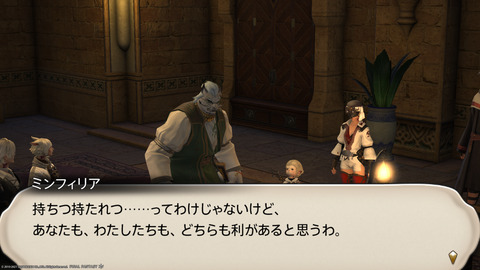 ミンフィリア
持ちつ持たれつ……ってわけじゃないけど、
あなたも、わたしたちも、どちらも利があると思うわ。